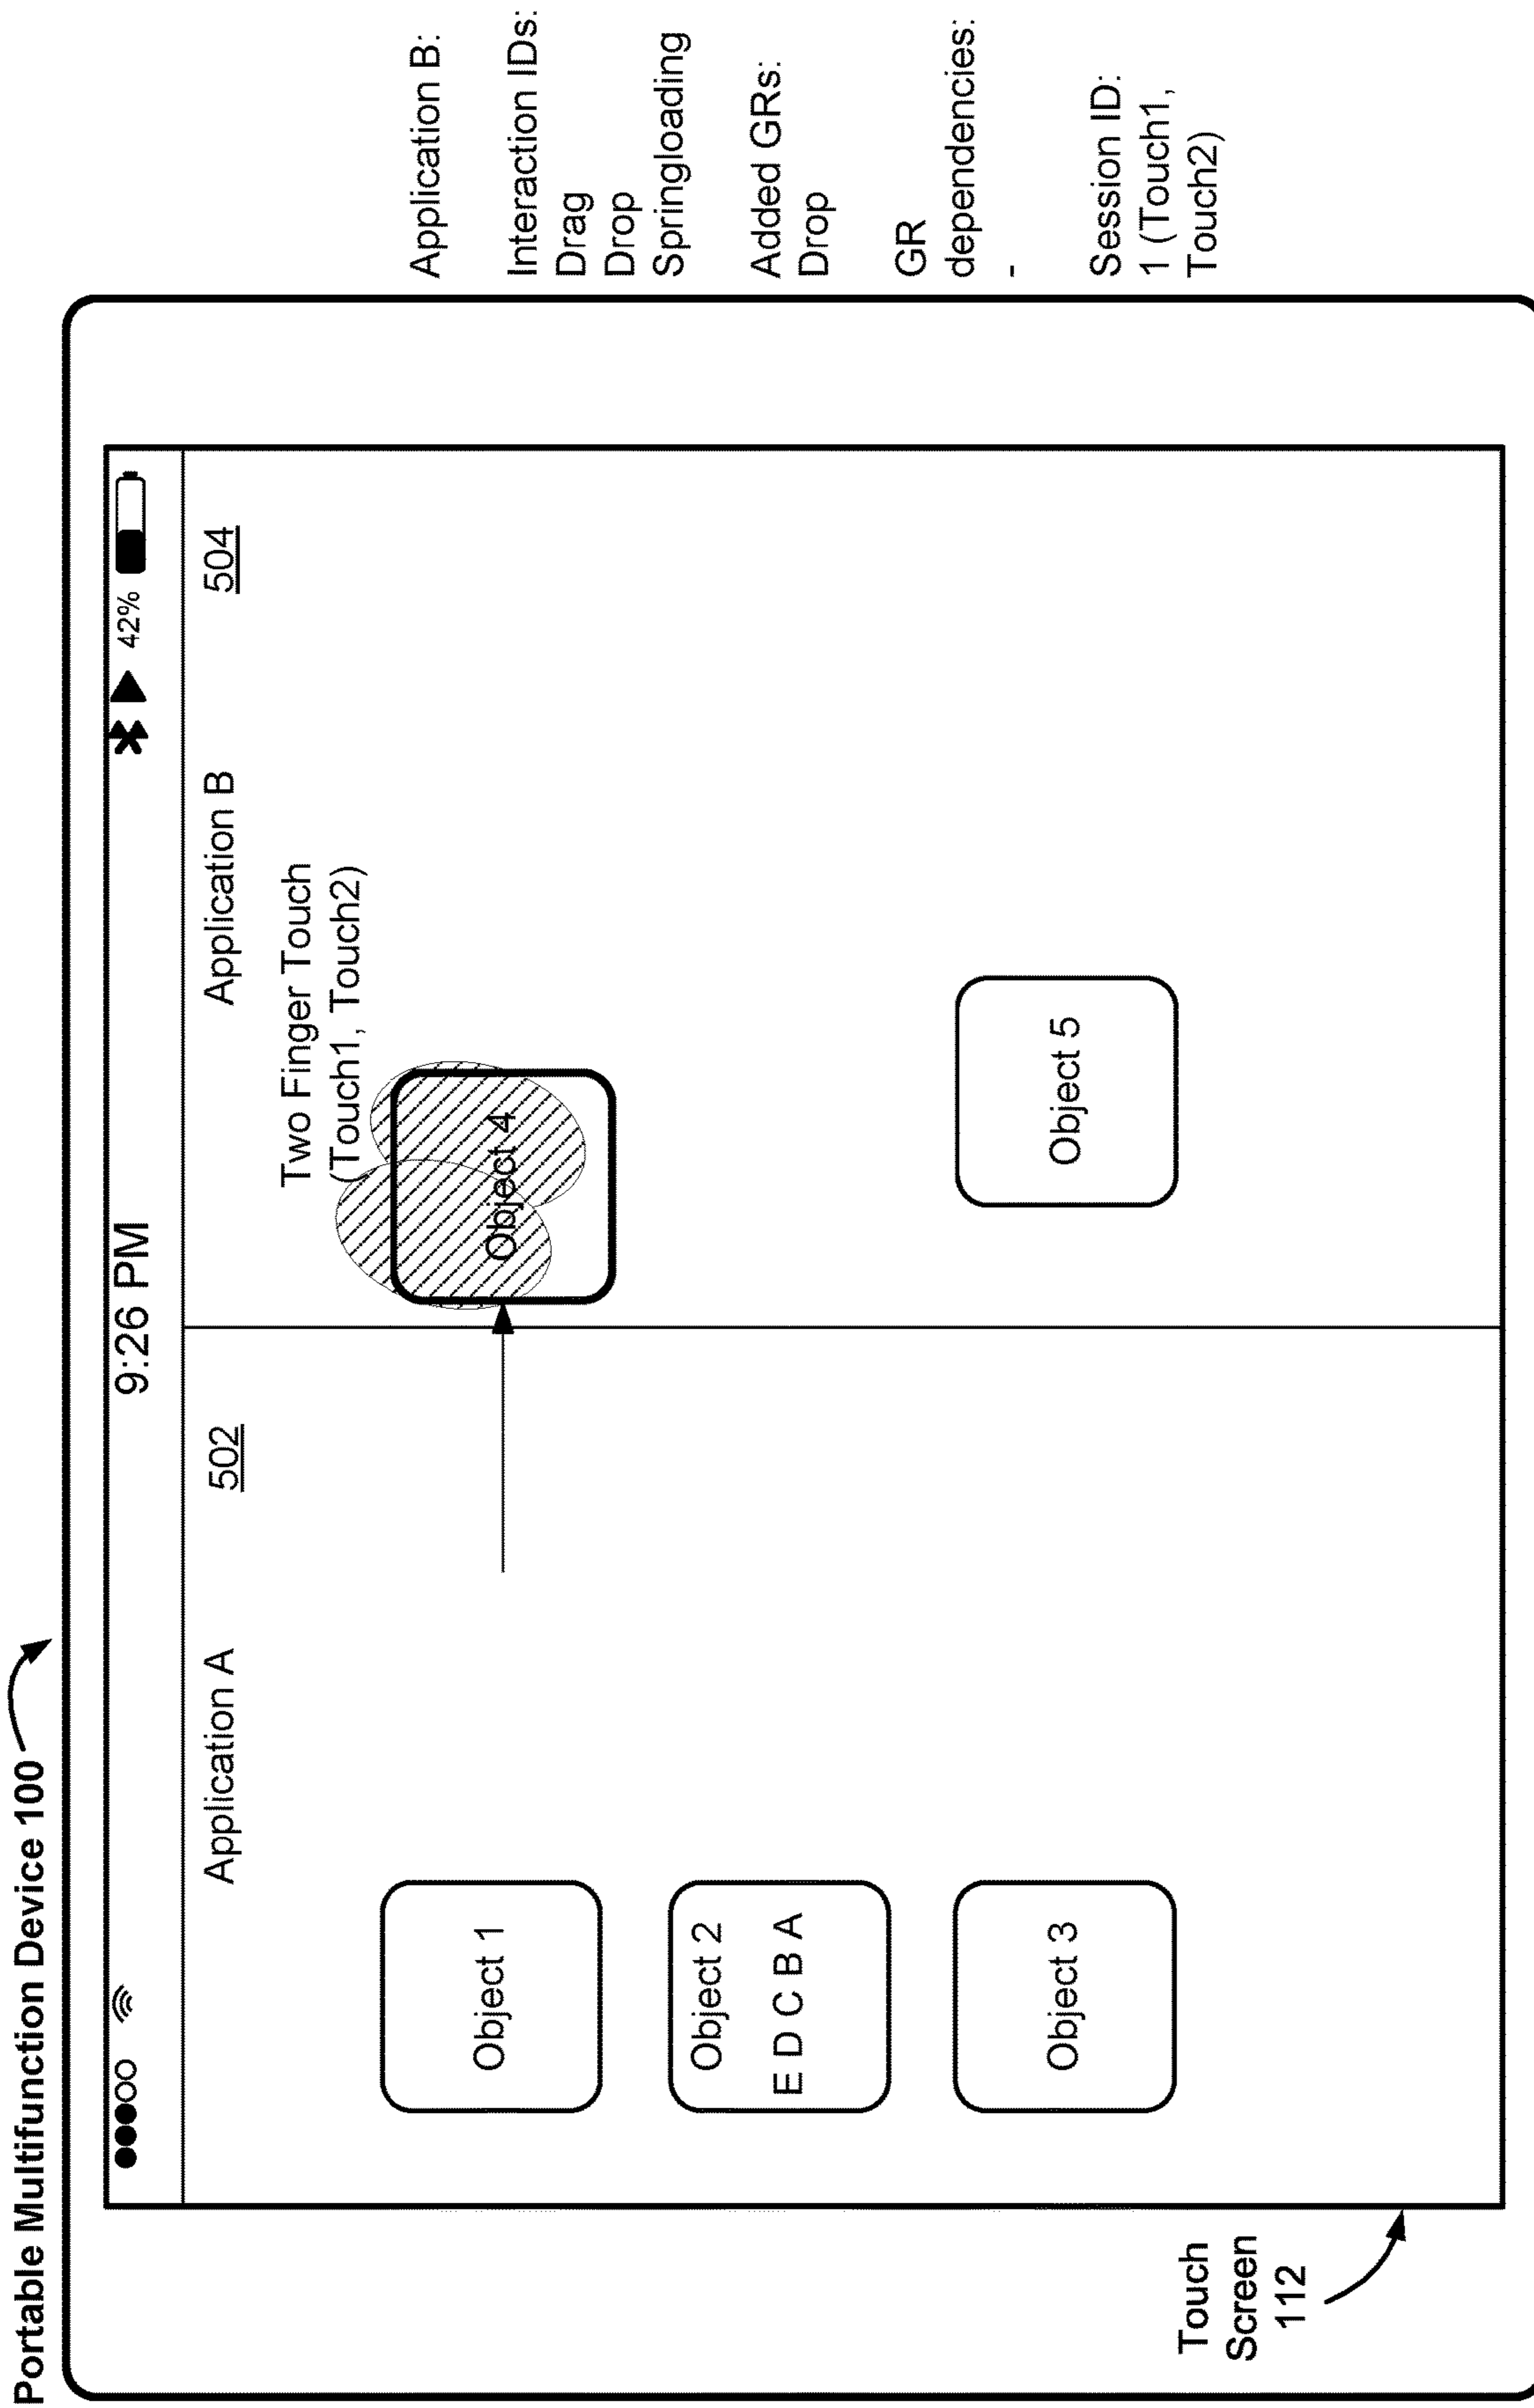 Portable Multifunction Device 100
9:26 PM
42%
Application A
502
Application B
504
Two Finger Touch
(Touch1, Touch2)
Object 1
Object 2
E D C B A
Object 3
Object 4
Object 5
Touch
Screen
112
Application B:
Interaction IDs:
Drag
Drop
Springloading
Added GRs:
Drop
GR
dependencies:
-
Session ID:
1 (Touch1,
Touch2)